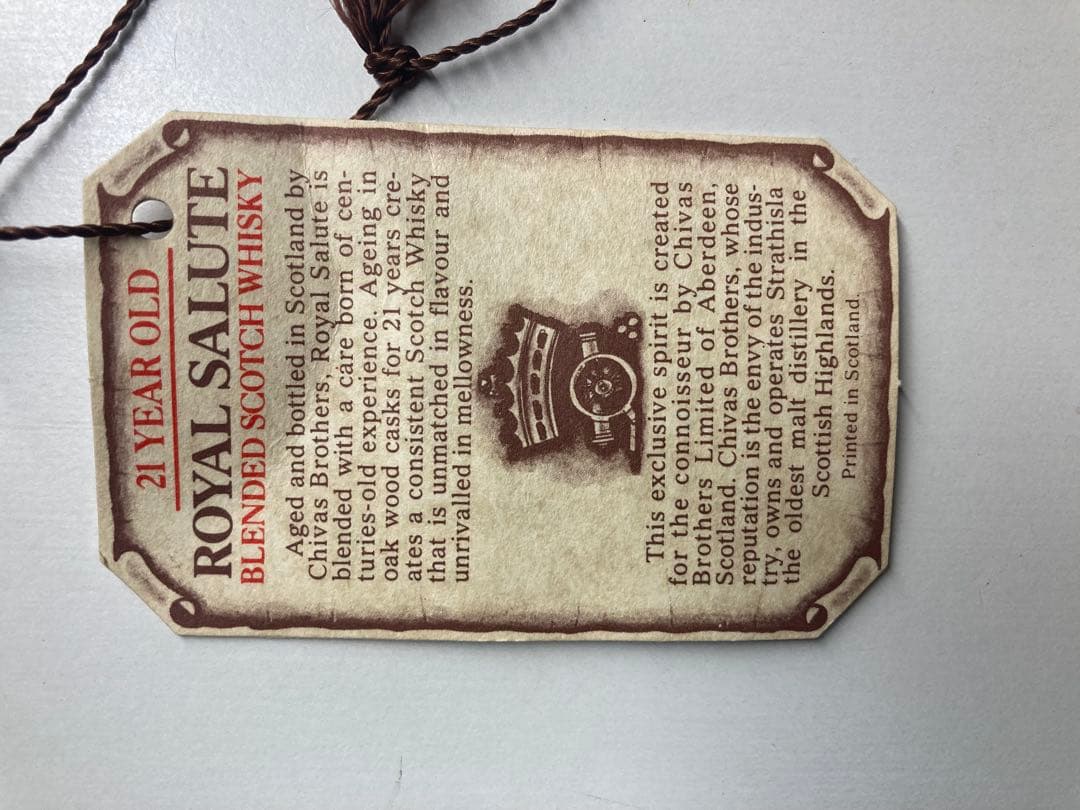 21 YEAR OLD
ROYAL SALUTE
BLENDED SCOTCH WHISKY
Aged and bottled in Scotland by
Chivas Brothers, Royal Salute is
blended with a care born of cen-
turies-old experience. Ageing in
oak wood casks for 21 years cre-
ates a consistent Scotch Whisky
that is unmatched in flavour and
unrivalled in mellowness.
This exclusive spirit is created
for the connoisseur by Chivas
Brothers Limited of Aberdeen,
Scotland. Chivas Brothers, whose
reputation is the envy of the indus-
try, owns and operates Strathisla
the oldest malt distillery in the
Scottish Highlands.
Printed in Scotland.